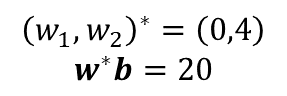 (w₁, w₂)* = (0,4)
w*b = 20